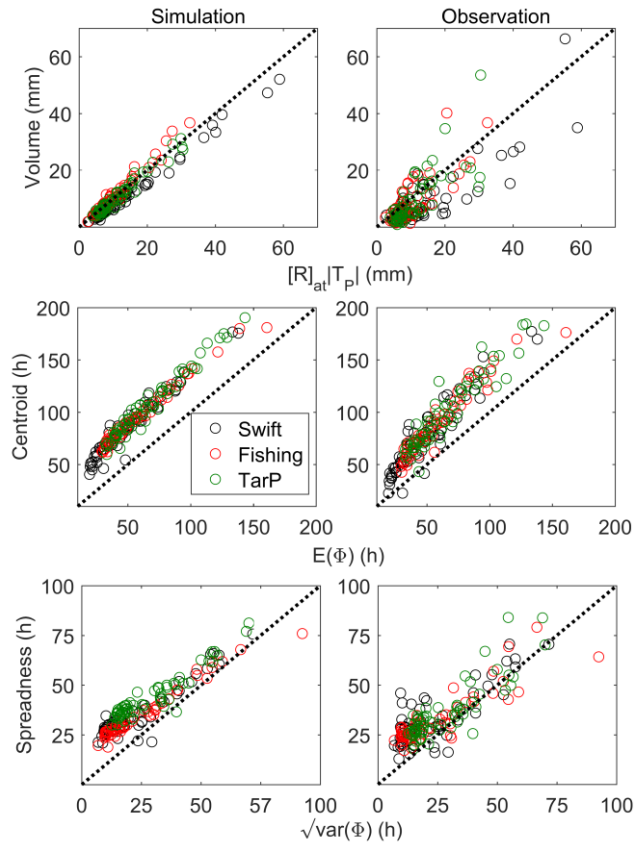 Simulation Observation
Volume (mm)
60
40
20
20 40 60 20 40 60
[R]at|TP| (mm)
Centroid (h)
200
150
100
50
Swift
Fishing
TarP
50 100 150 200 50 100 150 200
E(Φ) (h)
Spreadness (h)
100
75
50
25
0
0 25 57 100 0 25 50 75 100
√var(Φ) (h)